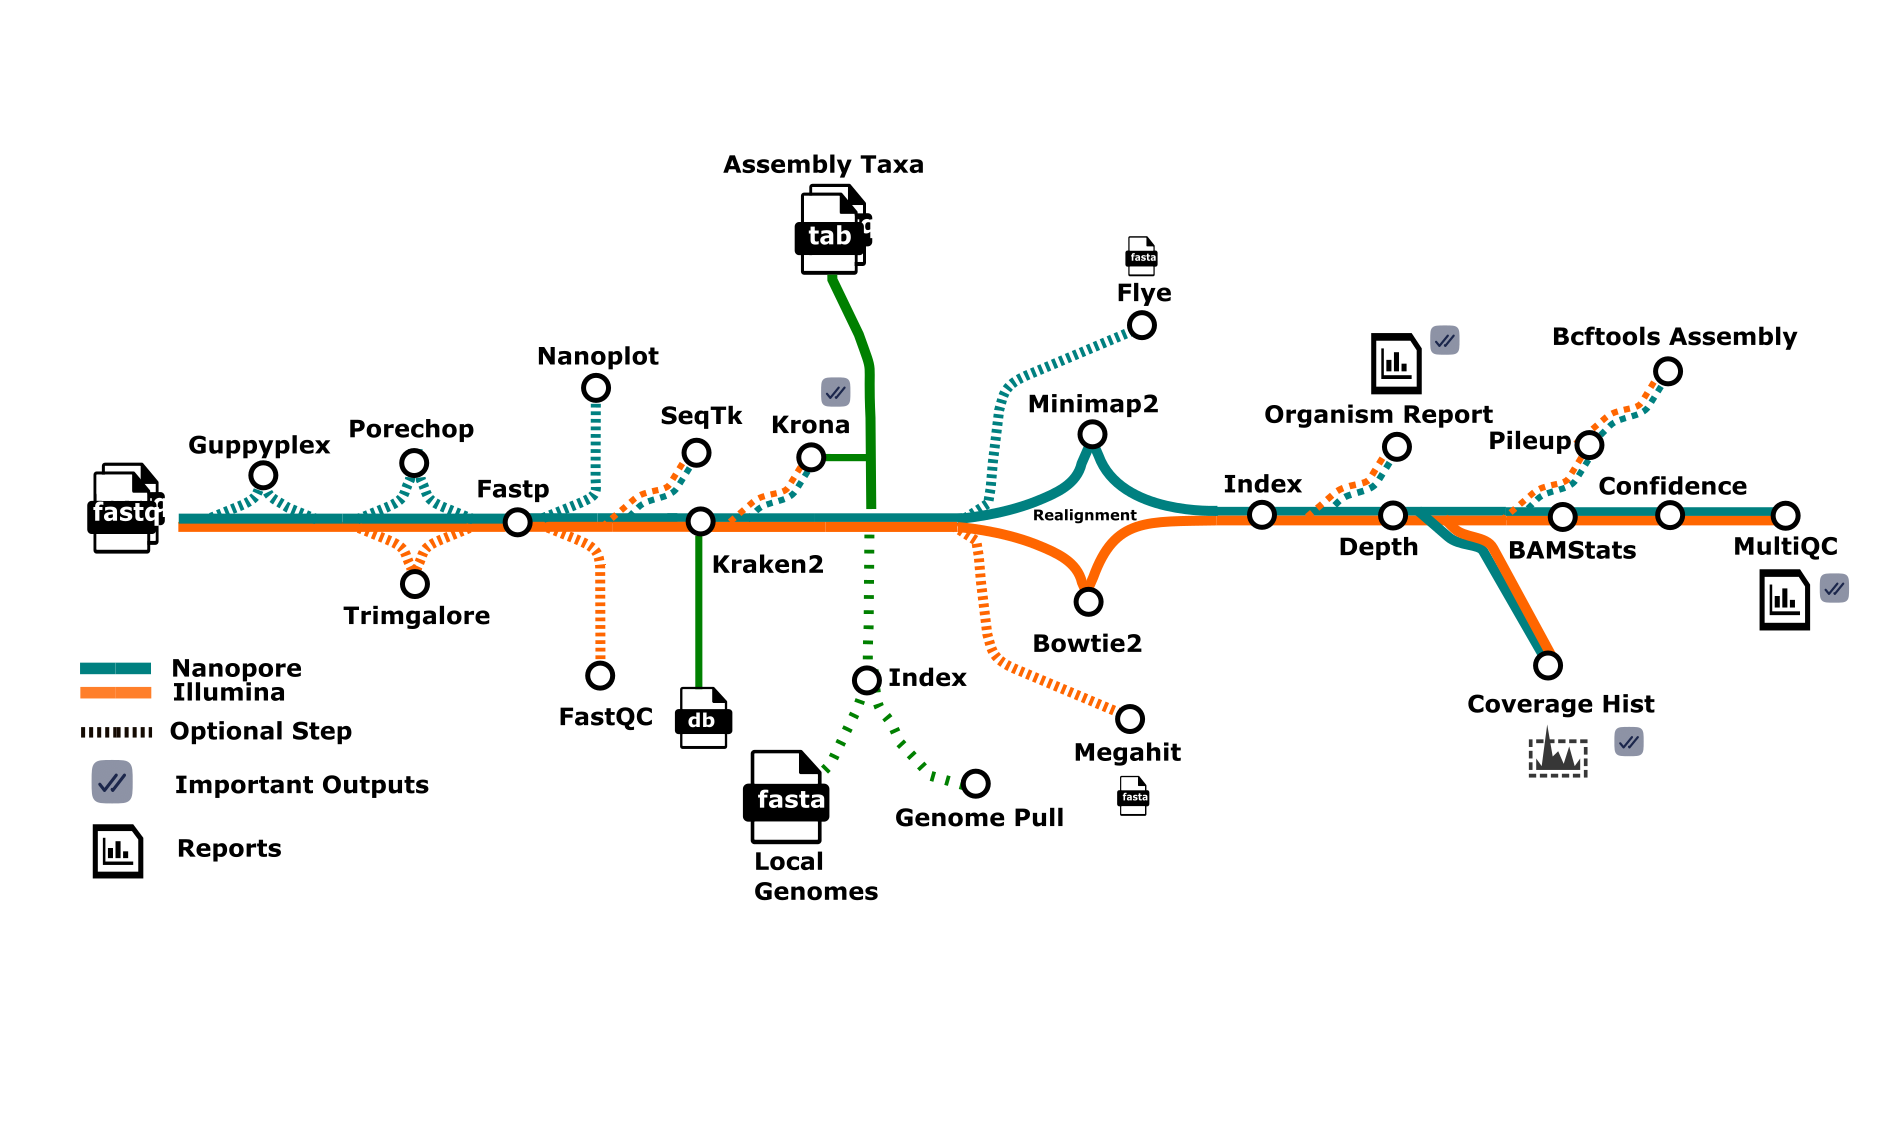 Assembly Taxa
tab
fasta
Flye
Nanoplot
Bcftools Assembly
Minimap2
SeqTk
Krona
Organism Report
Guppyplex
Porechop
Pileup
Fastp
Index
Confidence
fastq
Realignment
Kraken2
Depth
BAMStats
MultiQC
Trimgalore
Bowtie2
Nanopore
Illumina
Index
FastQC
db
Coverage Hist
Optional Step
Megahit
Important Outputs
fasta
fasta
Genome Pull
Reports
Local
Genomes